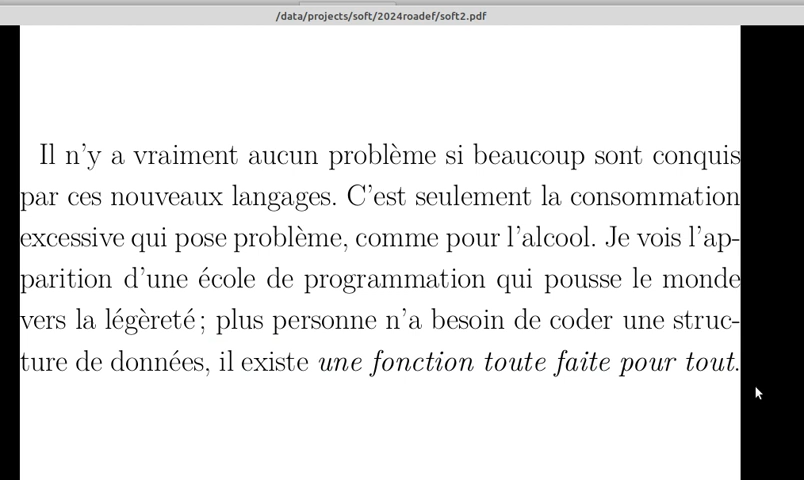 /data/projects/soft/2024roadef/soft2.pdf
Il n'y a vraiment aucun problème si beaucoup sont conquis
par ces nouveaux langages. C'est seulement la consommation
excessive qui pose problème, comme pour l'alcool. Je vois l'ap-
parition d'une école de programmation qui pousse le monde
vers la légèreté ; plus personne n'a besoin de coder une struc-
ture de données, il existe une fonction toute faite pour tout.